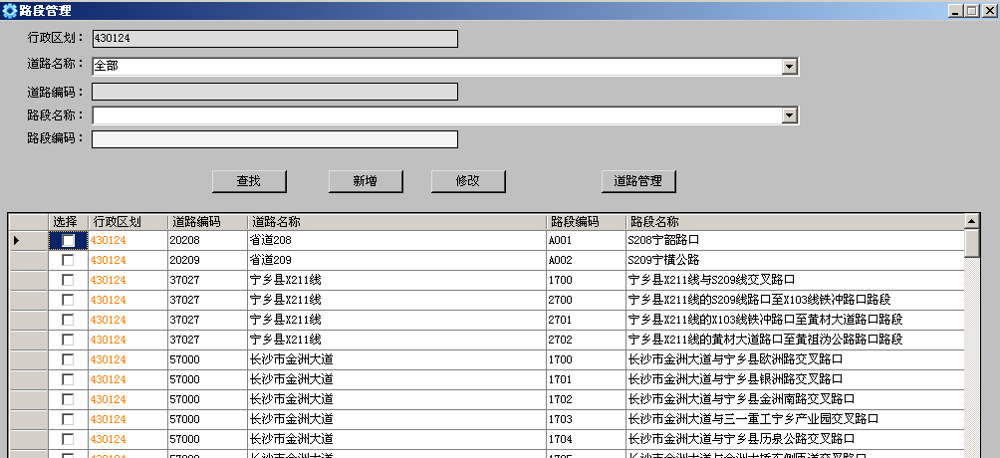 路段管理
行政区划： 430124
道路名称： 全部
道路编码：
路段名称：
路段编码：
查找 新增 修改 道路管理
选择 行政区划 道路编码 道路名称 路段编码 路段名称
430124 20208 省道208 A001 S208宁韶路口
430124 20209 省道209 A002 S209宁横公路
430124 37027 宁乡县X211线 1700 宁乡县X211线与S209线交叉路口
430124 37027 宁乡县X211线 2700 宁乡县X211线的S209线路口至X103线铁冲路口路段
430124 37027 宁乡县X211线 2701 宁乡县X211线的X103线铁冲路口至黄材大道路口路段
430124 37027 宁乡县X211线 2702 宁乡县X211线的黄材大道路口至黄祖沩公路路口路段
430124 57000 长沙市金洲大道 1700 长沙市金洲大道与宁乡县欧洲路交叉路口
430124 57000 长沙市金洲大道 1701 长沙市金洲大道与宁乡县银洲路交叉路口
430124 57000 长沙市金洲大道 1702 长沙市金洲大道与宁乡县金洲南路交叉路口
430124 57000 长沙市金洲大道 1703 长沙市金洲大道与三一重工宁乡产业园交叉路口
430124 57000 长沙市金洲大道 1704 长沙市金洲大道与宁乡县历泉公路交叉路口
430124 57000 长沙市金洲大道 1705